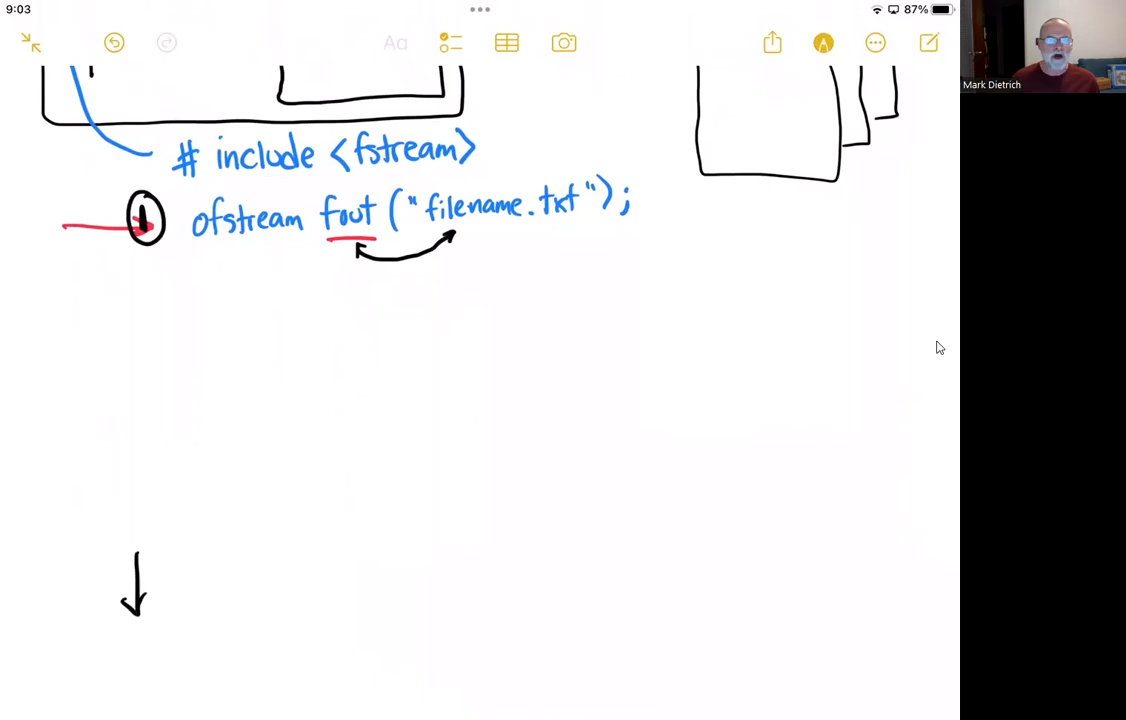 9:03
87%
Aa
Mark Dietrich
# include <fstream>
1 ofstream fout ("filename.txt");